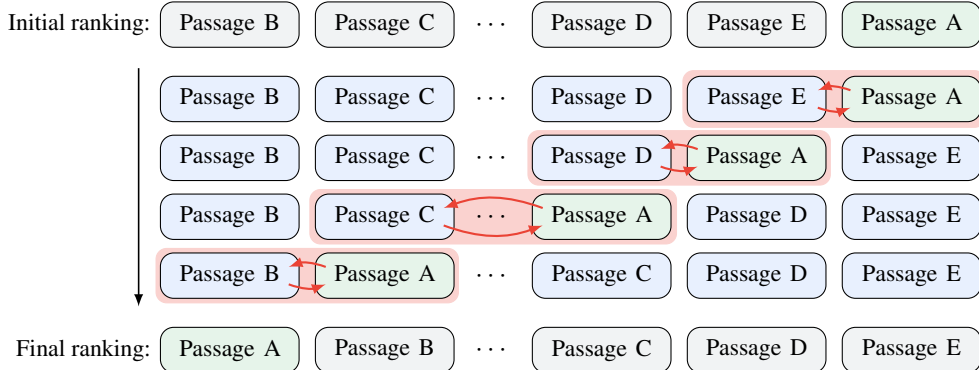 Initial ranking: Passage B Passage C ... Passage D Passage E Passage A
Passage B Passage C ... Passage D Passage E Passage A
Passage B Passage C ... Passage D Passage A Passage E
Passage B Passage C ... Passage A Passage D Passage E
Passage B Passage A ... Passage C Passage D Passage E
Final ranking: Passage A Passage B ... Passage C Passage D Passage E